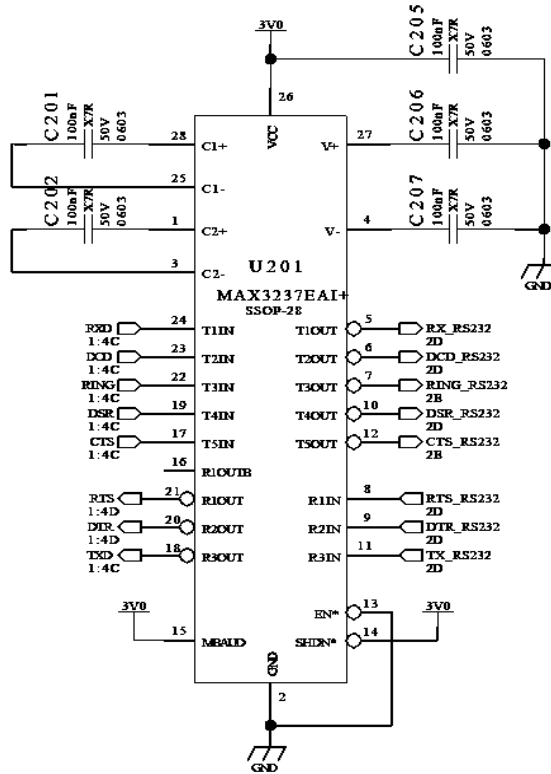 3V0
C205
100nF
X7R
50V
0603
26
VCC
C201
100nF
X7R
50V
0603
28
C1+
25
C1-
C202
100nF
X7R
50V
0603
1
C2+
3
C2-
27
V+
C206
100nF
X7R
50V
0603
4
V-
C207
100nF
X7R
50V
0603
GND
U201
MAX3237EAI+
SSOP-28
RXD
1:4C
24
T1IN
T1OUT
5
RX_RS232
2D
DCD
1:4C
23
T2IN
T2OUT
6
DCD_RS232
2D
RING
1:4C
22
T3IN
T3OUT
7
RING_RS232
2B
DSR
1:4C
19
T4IN
T4OUT
10
DSR_RS232
2D
CTS
1:4C
17
T5IN
T5OUT
12
CTS_RS232
2B
16
R1OUTB
RTS
1:4D
21
R1OUT
R1IN
8
RTS_RS232
2D
DTR
1:4D
20
R2OUT
R2IN
9
DTR_RS232
2D
TXD
1:4C
18
R3OUT
R3IN
11
TX_RS232
2D
EN*
13
3V0
15
MBAUD
SHDN*
14
3V0
GND
2
GND